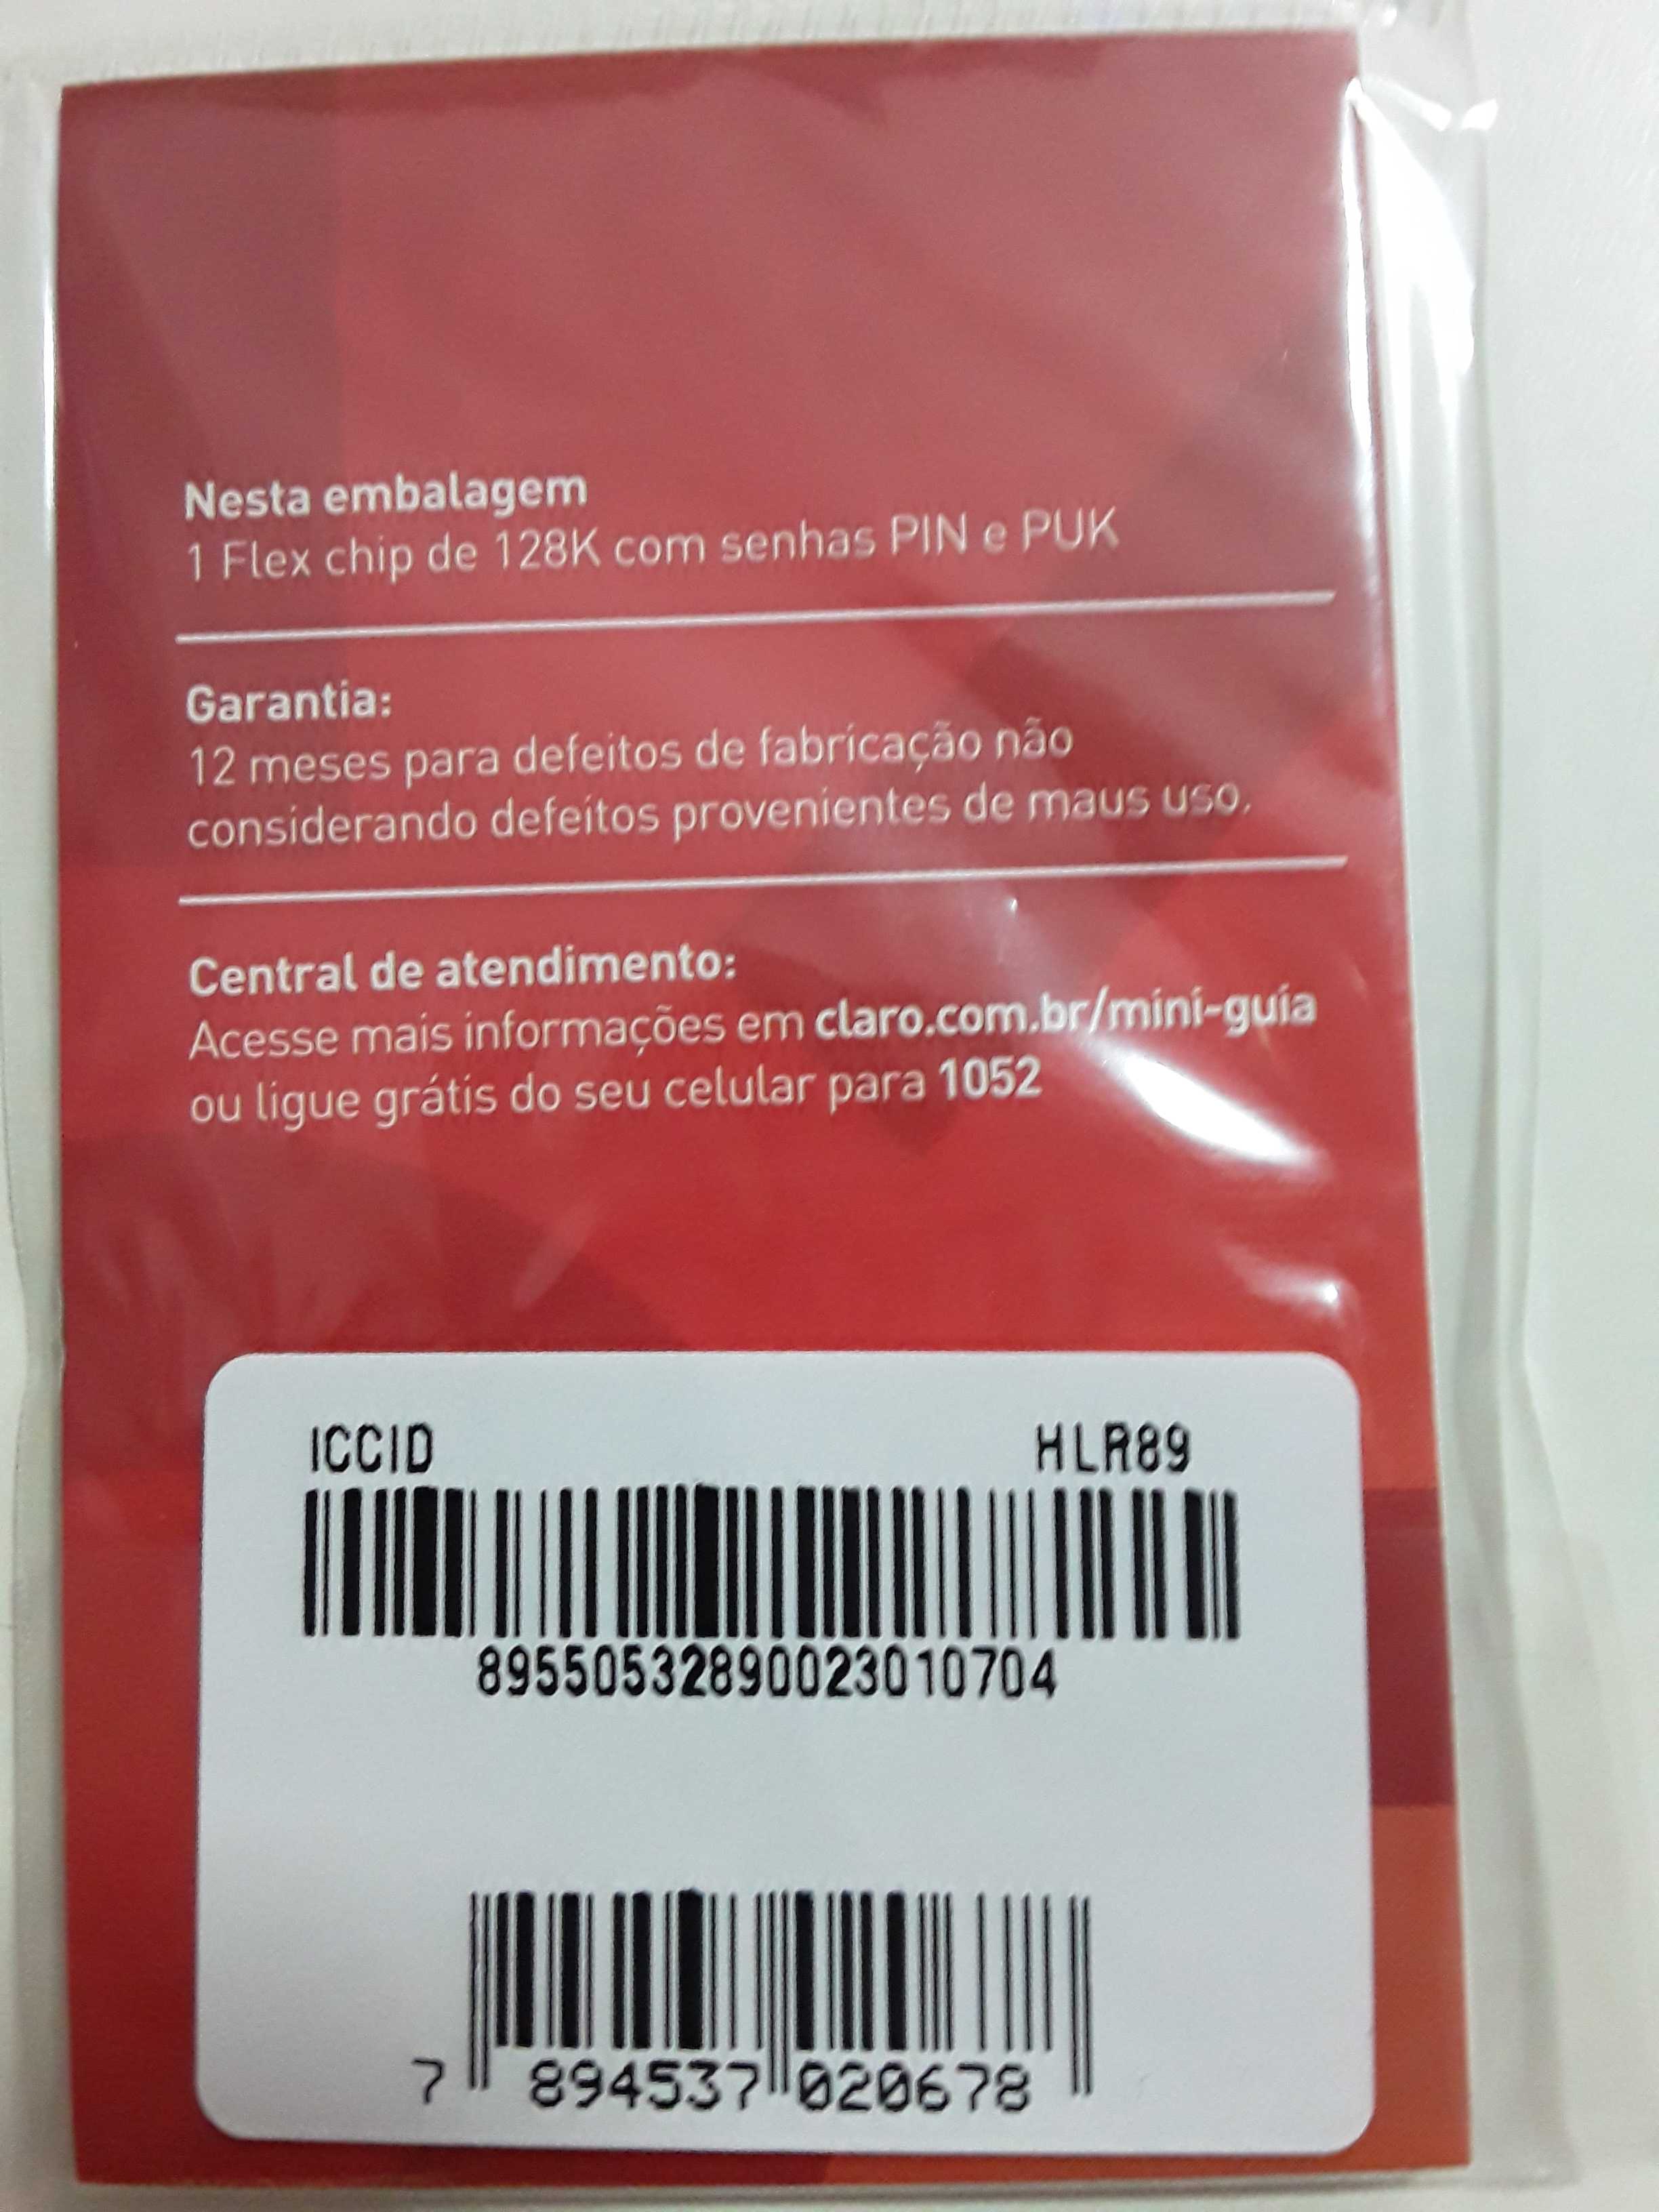 Nesta embalagem
1 Flex chip de 128K com senhas PIN e PUK
Garantia:
12 meses para defeitos de fabricação não
considerando defeitos provenientes de maus uso.
Central de atendimento:
Acesse mais informações em claro.com.br/mini-guia
ou ligue grátis do seu celular para 1052
ICCID HLR89
89550532890023010704
7 894537 020678